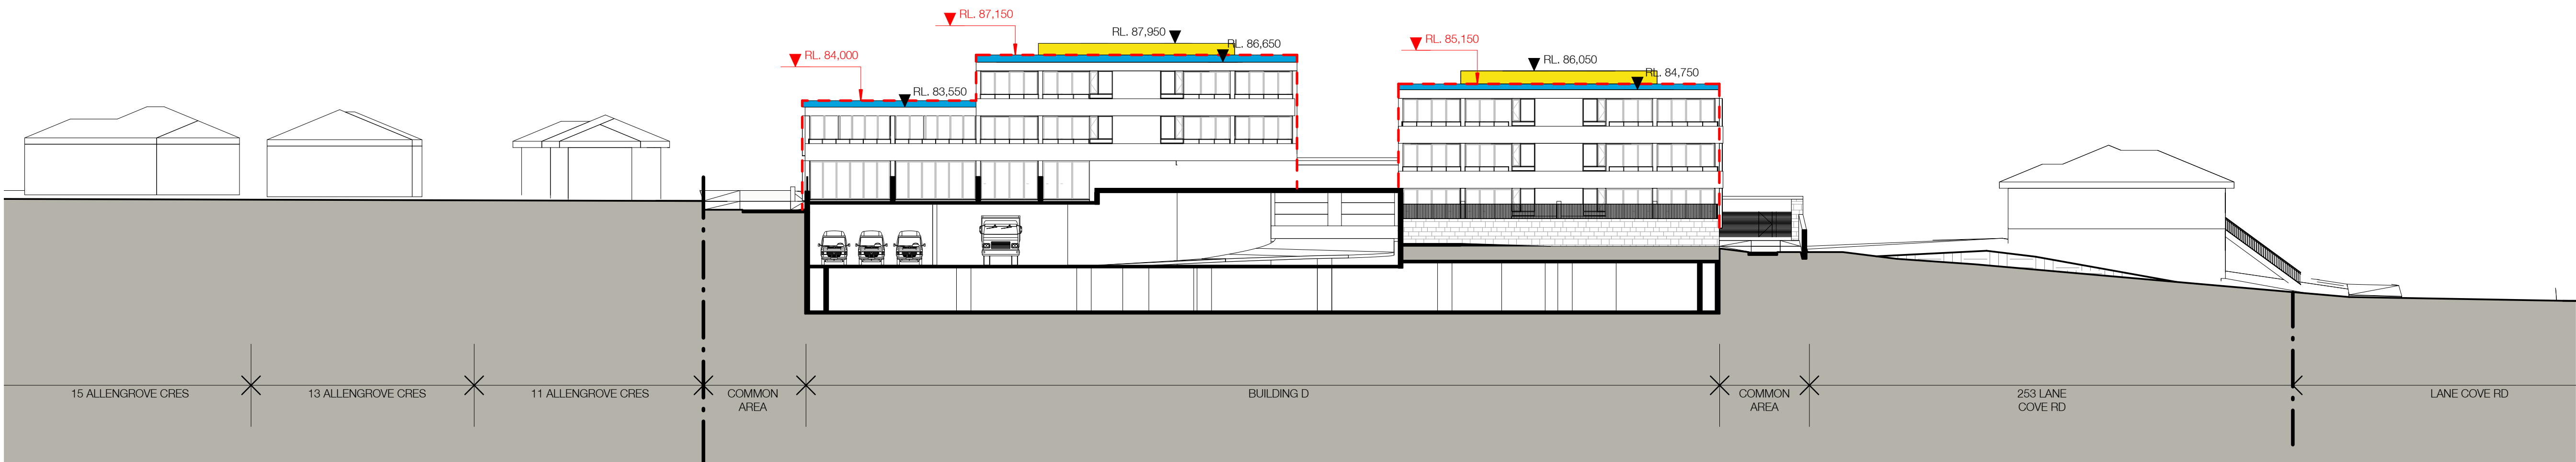 RL. 87,150
RL. 87,950
RL. 86,650
RL. 85,150
RL. 84,000
RL. 86,050
RL. 84,750
RL. 83,550
15 ALLENGROVE CRES
13 ALLENGROVE CRES
11 ALLENGROVE CRES
COMMON
AREA
BUILDING D
COMMON
AREA
253 LANE
COVE RD
LANE COVE RD